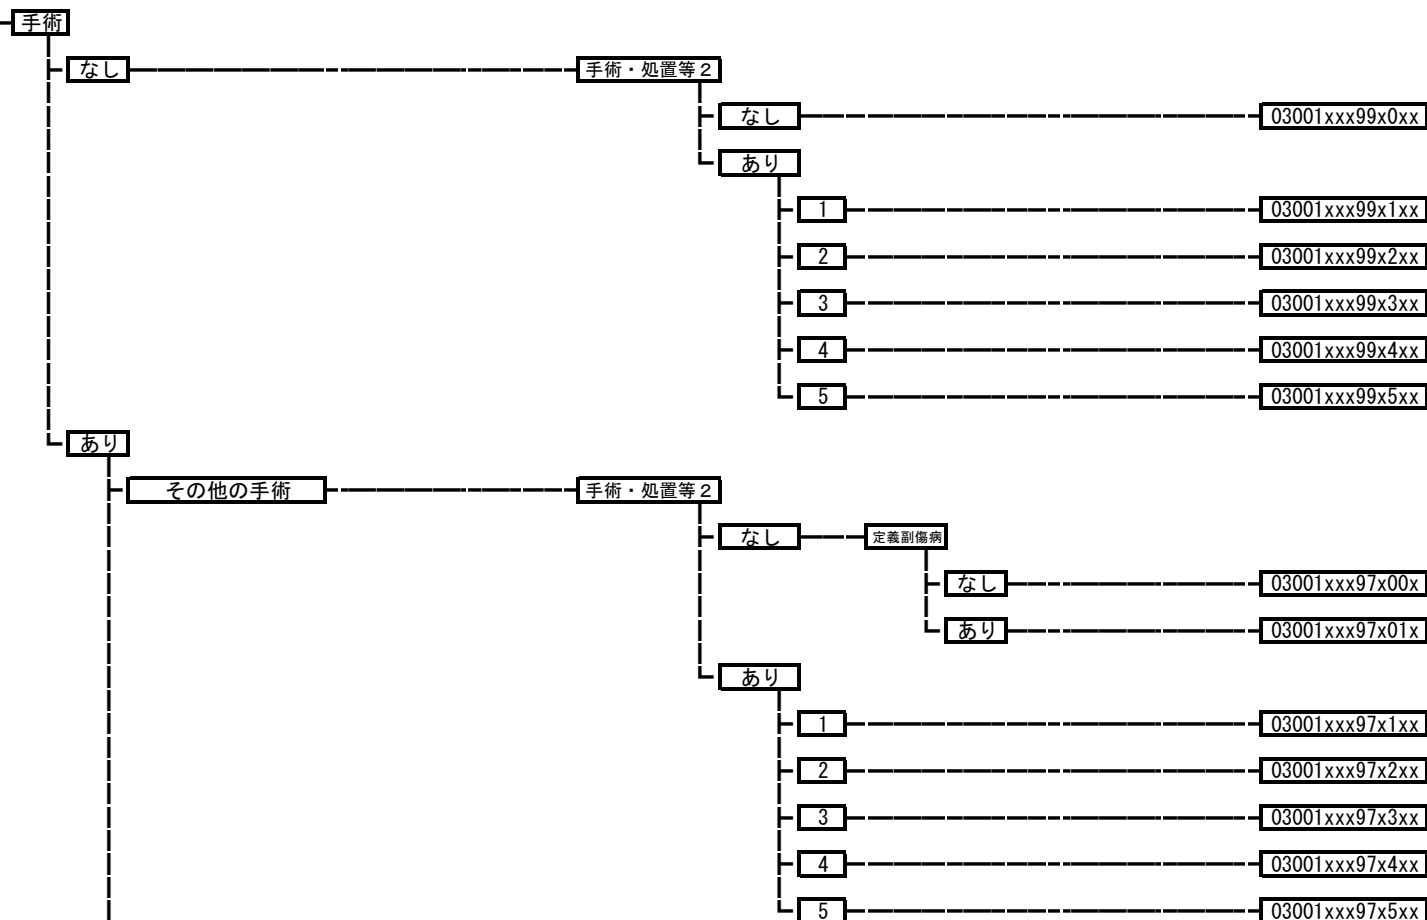 手術
なし 手術・処置等2
なし 03001xxx99x0xx
あり
1 03001xxx99x1xx
2 03001xxx99x2xx
3 03001xxx99x3xx
4 03001xxx99x4xx
5 03001xxx99x5xx
あり
その他の手術 手術・処置等2
なし 定義副傷病
なし 03001xxx97x00x
あり 03001xxx97x01x
あり
1 03001xxx97x1xx
2 03001xxx97x2xx
3 03001xxx97x3xx
4 03001xxx97x4xx
5 03001xxx97x5xx